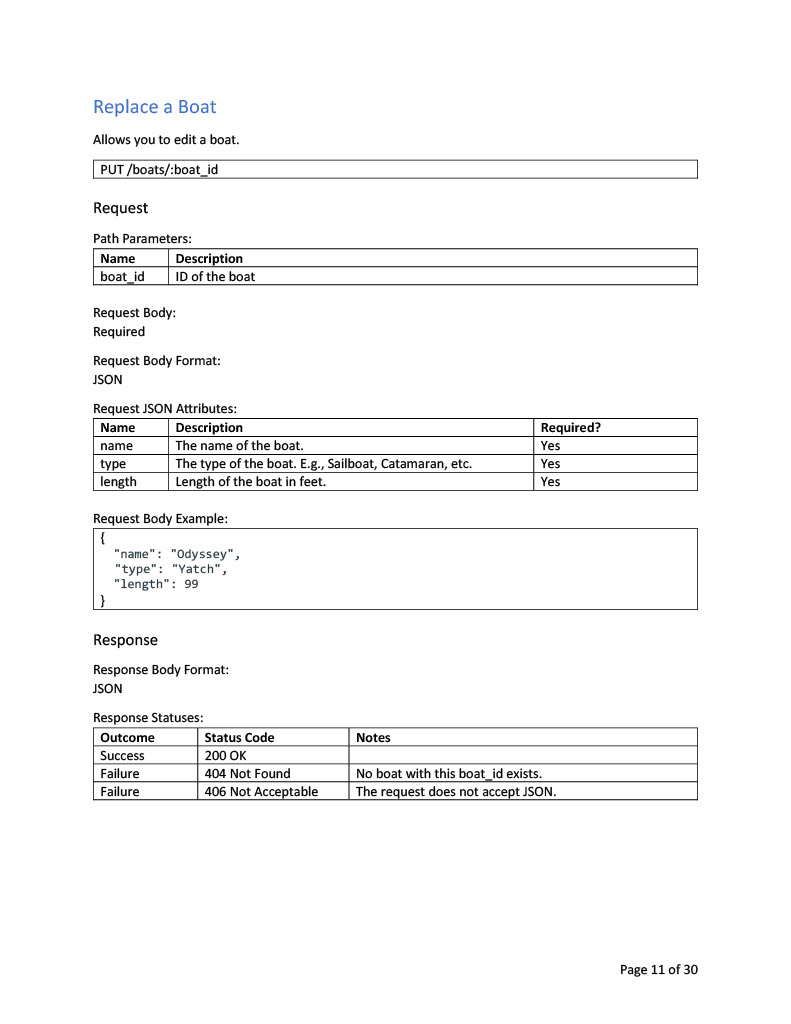 Replace a Boat
Allows you to edit a boat.
PUT /boats/:boat_id
Request
Path Parameters:
Name Description
boat_id ID of the boat
Request Body:
Required
Request Body Format:
JSON
Request JSON Attributes:
Name Description Required?
name The name of the boat. Yes
type The type of the boat. E.g., Sailboat, Catamaran, etc. Yes
length Length of the boat in feet. Yes
Request Body Example:
{
"name": "Odyssey",
"type": "Yatch",
"length": 99
}
Response
Response Body Format:
JSON
Response Statuses:
Outcome Status Code Notes
Success 200 OK
Failure 404 Not Found No boat with this boat_id exists.
Failure 406 Not Acceptable The request does not accept JSON.
Page 11 of 30